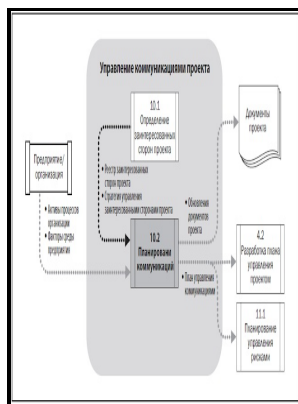 Управление коммуникациями проекта
10.1
Определение
заинтересованных
сторон проекта
Документы
проекта
Предприятие/
организация
• Реестр заинтересованных
сторон проекта
• Стратегия управления
заинтересованными сторонами проекта
• Активы процессов
организации
• Факторы среды
предприятия
• Обновления
документов
проекта
10.2
Планировани
коммуникаций
• План управления
коммуникациями
4.2
Разработка плана
управления
проектом
11.1
Планирование
управления
рисками